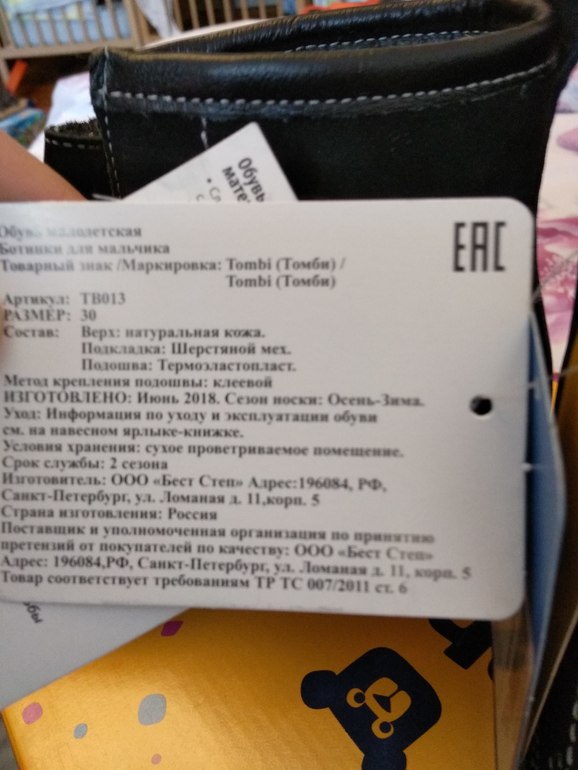 Обувь
мате
Обувь малодетская
Ботинки для мальчика
Товарный знак /Маркировка: Tombi (Томби) /
Tombi (Томби)
EAC
Артикул: ТВ013
РАЗМЕР: 30
Состав: Верх: натуральная кожа.
Подкладка: Шерстяной мех.
Подошва: Термоэластопласт.
Метод крепления подошвы: клеевой
ИЗГОТОВЛЕНО: Июнь 2018. Сезон носки: Осень-Зима.
Уход: Информация по уходу и эксплуатации обуви
см. на навесном ярлыке-книжке.
Условия хранения: сухое проветриваемое помещение.
Срок службы: 2 сезона
Изготовитель: ООО «Бест Степ» Адрес:196084, РФ,
Санкт-Петербург, ул. Ломаная д. 11,корп. 5
Страна изготовления: Россия
Поставщик и уполномоченная организация по принятию
претензий от покупателей по качеству: ООО «Бест Степ»
Адрес: 196084,РФ, Санкт-Петербург, ул. Ломаная д. 11, корп. 5
Товар соответствует требованиям ТР ТС 007/2011 ст. 6